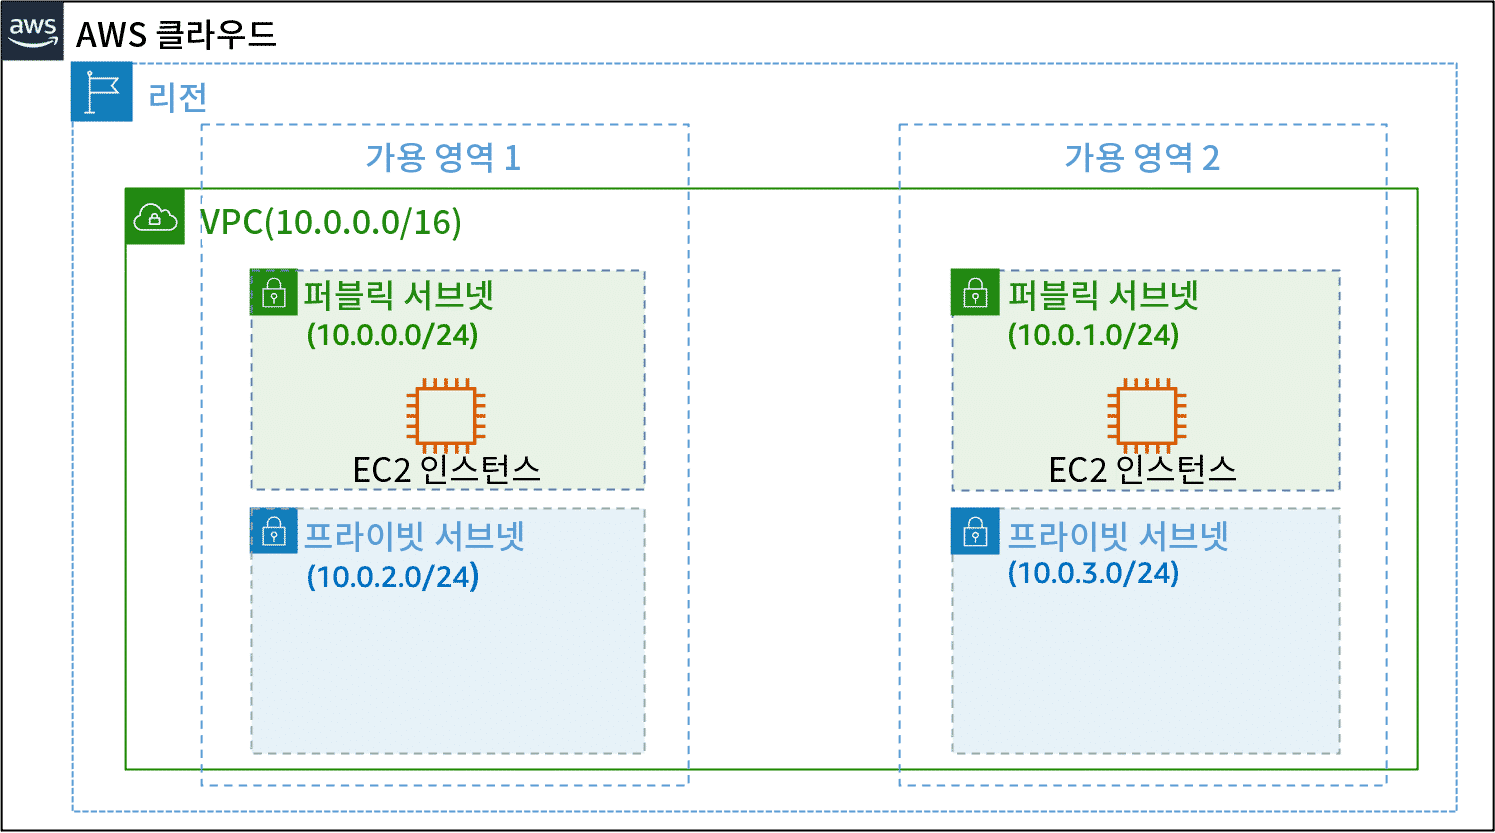 aws
AWS 클라우드
리전
가용 영역 1
가용 영역 2
VPC(10.0.0.0/16)
퍼블릭 서브넷
(10.0.0.0/24)
퍼블릭 서브넷
(10.0.1.0/24)
EC2 인스턴스
EC2 인스턴스
프라이빗 서브넷
(10.0.2.0/24)
프라이빗 서브넷
(10.0.3.0/24)